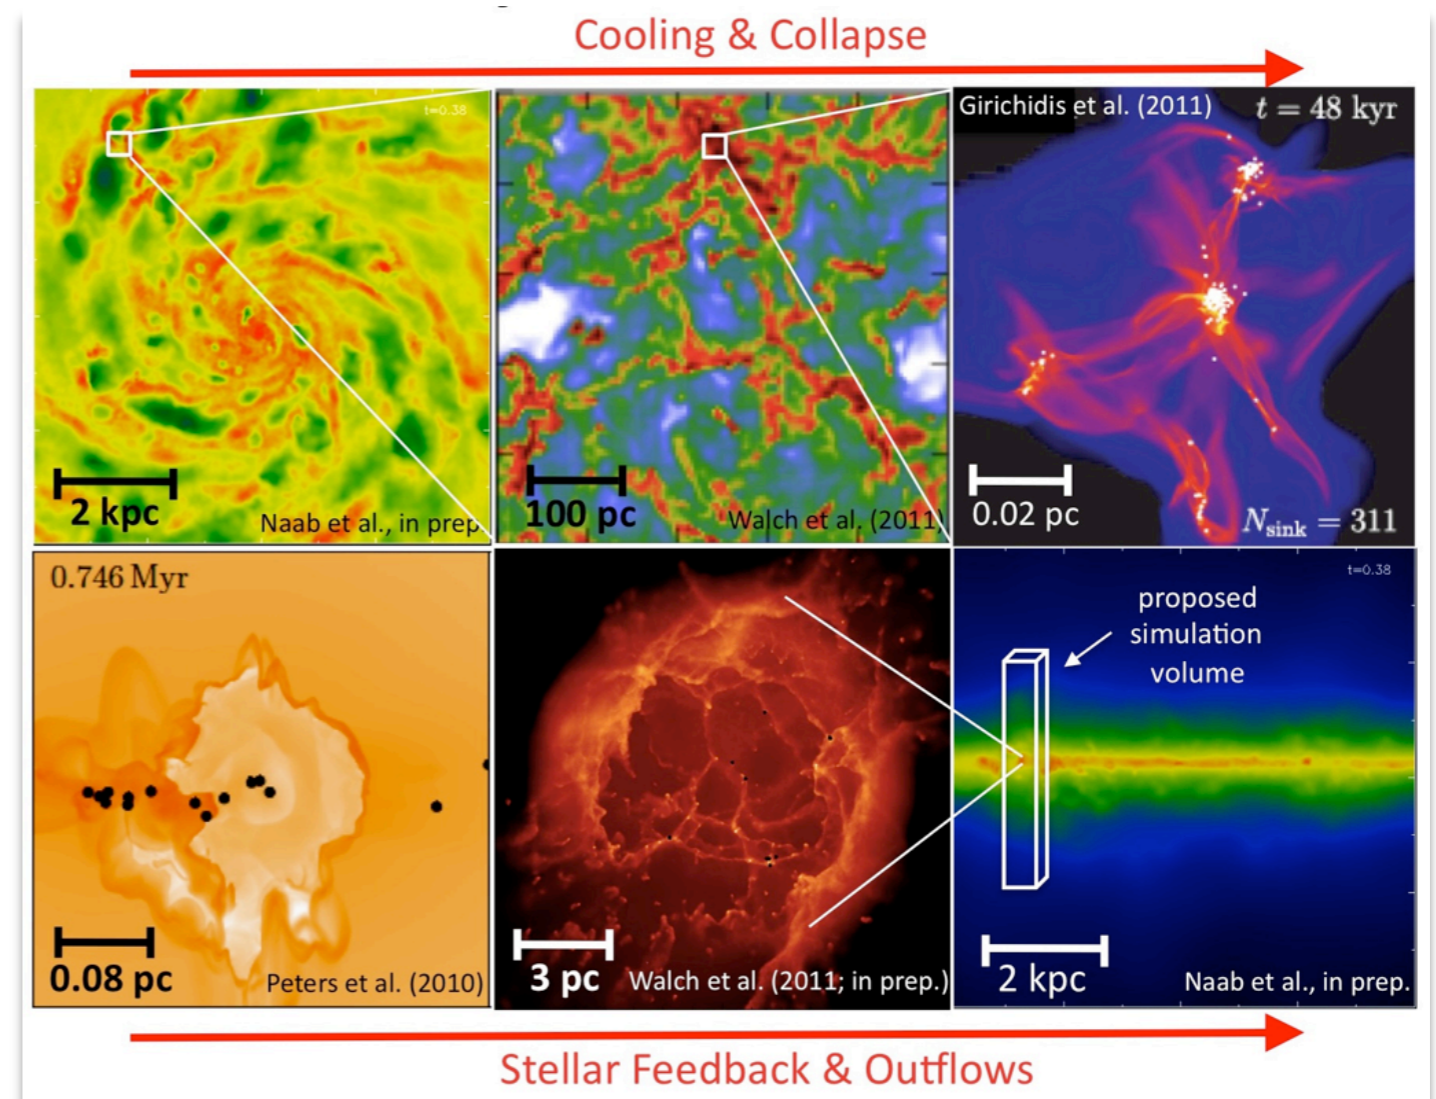 Cooling & Collapse
t=0.38
2 kpc
Naab et al., in prep.
100 pc
Walch et al. (2011)
Girichidis et al. (2011)
t = 48 kyr
0.02 pc
Nsink = 311
0.746 Myr
0.08 pc
Peters et al. (2010)
3 pc
Walch et al. (2011; in prep.)
t=0.38
proposed
simulation
volume
2 kpc
Naab et al., in prep.
Stellar Feedback & Outflows